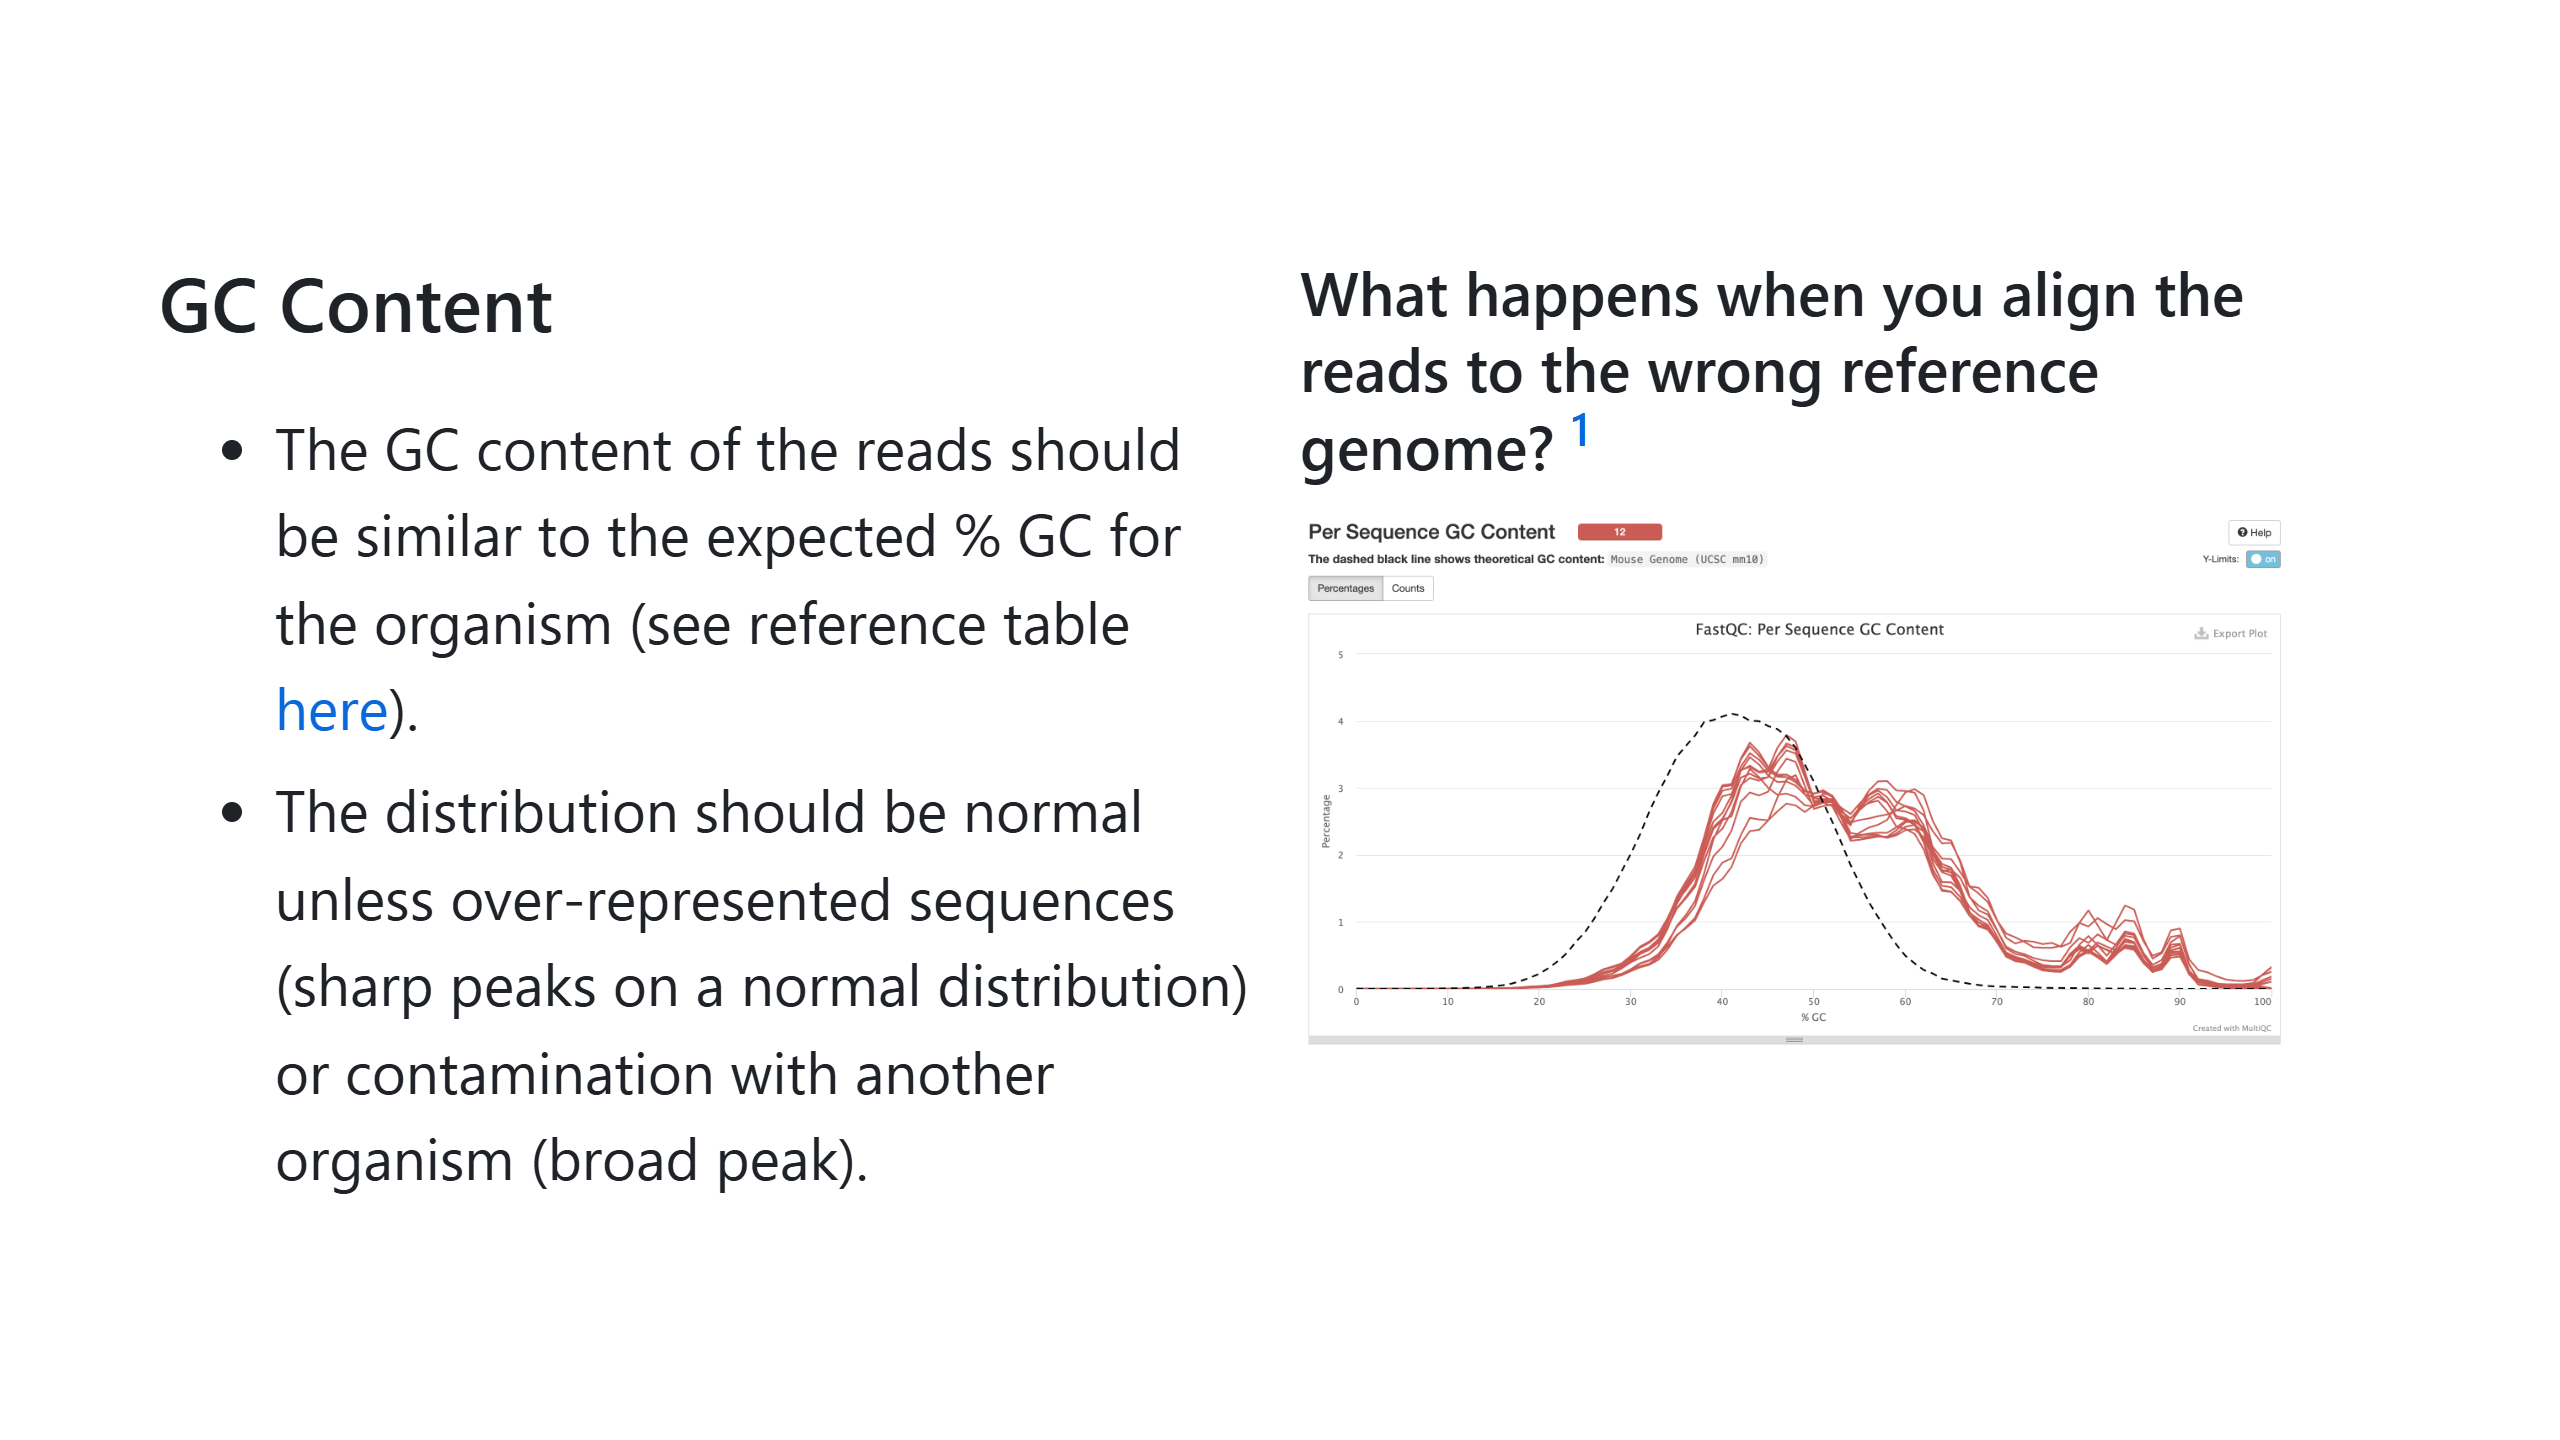 GC Content
• The GC content of the reads should
be similar to the expected % GC for
the organism (see reference table
here).
• The distribution should be normal
unless over-represented sequences
(sharp peaks on a normal distribution)
or contamination with another
organism (broad peak).
What happens when you align the
reads to the wrong reference
genome? 1
Per Sequence GC Content 12
Help
The dashed black line shows theoretical GC content: Mouse Genome (UCSC mm10)
Y-Limits: on
Percentages Counts
FastQC: Per Sequence GC Content
Export Plot
5
4
3
2
1
0
Percentage
0 10 20 30 40 50 60 70 80 90 100
% GC
Created with MultiQC